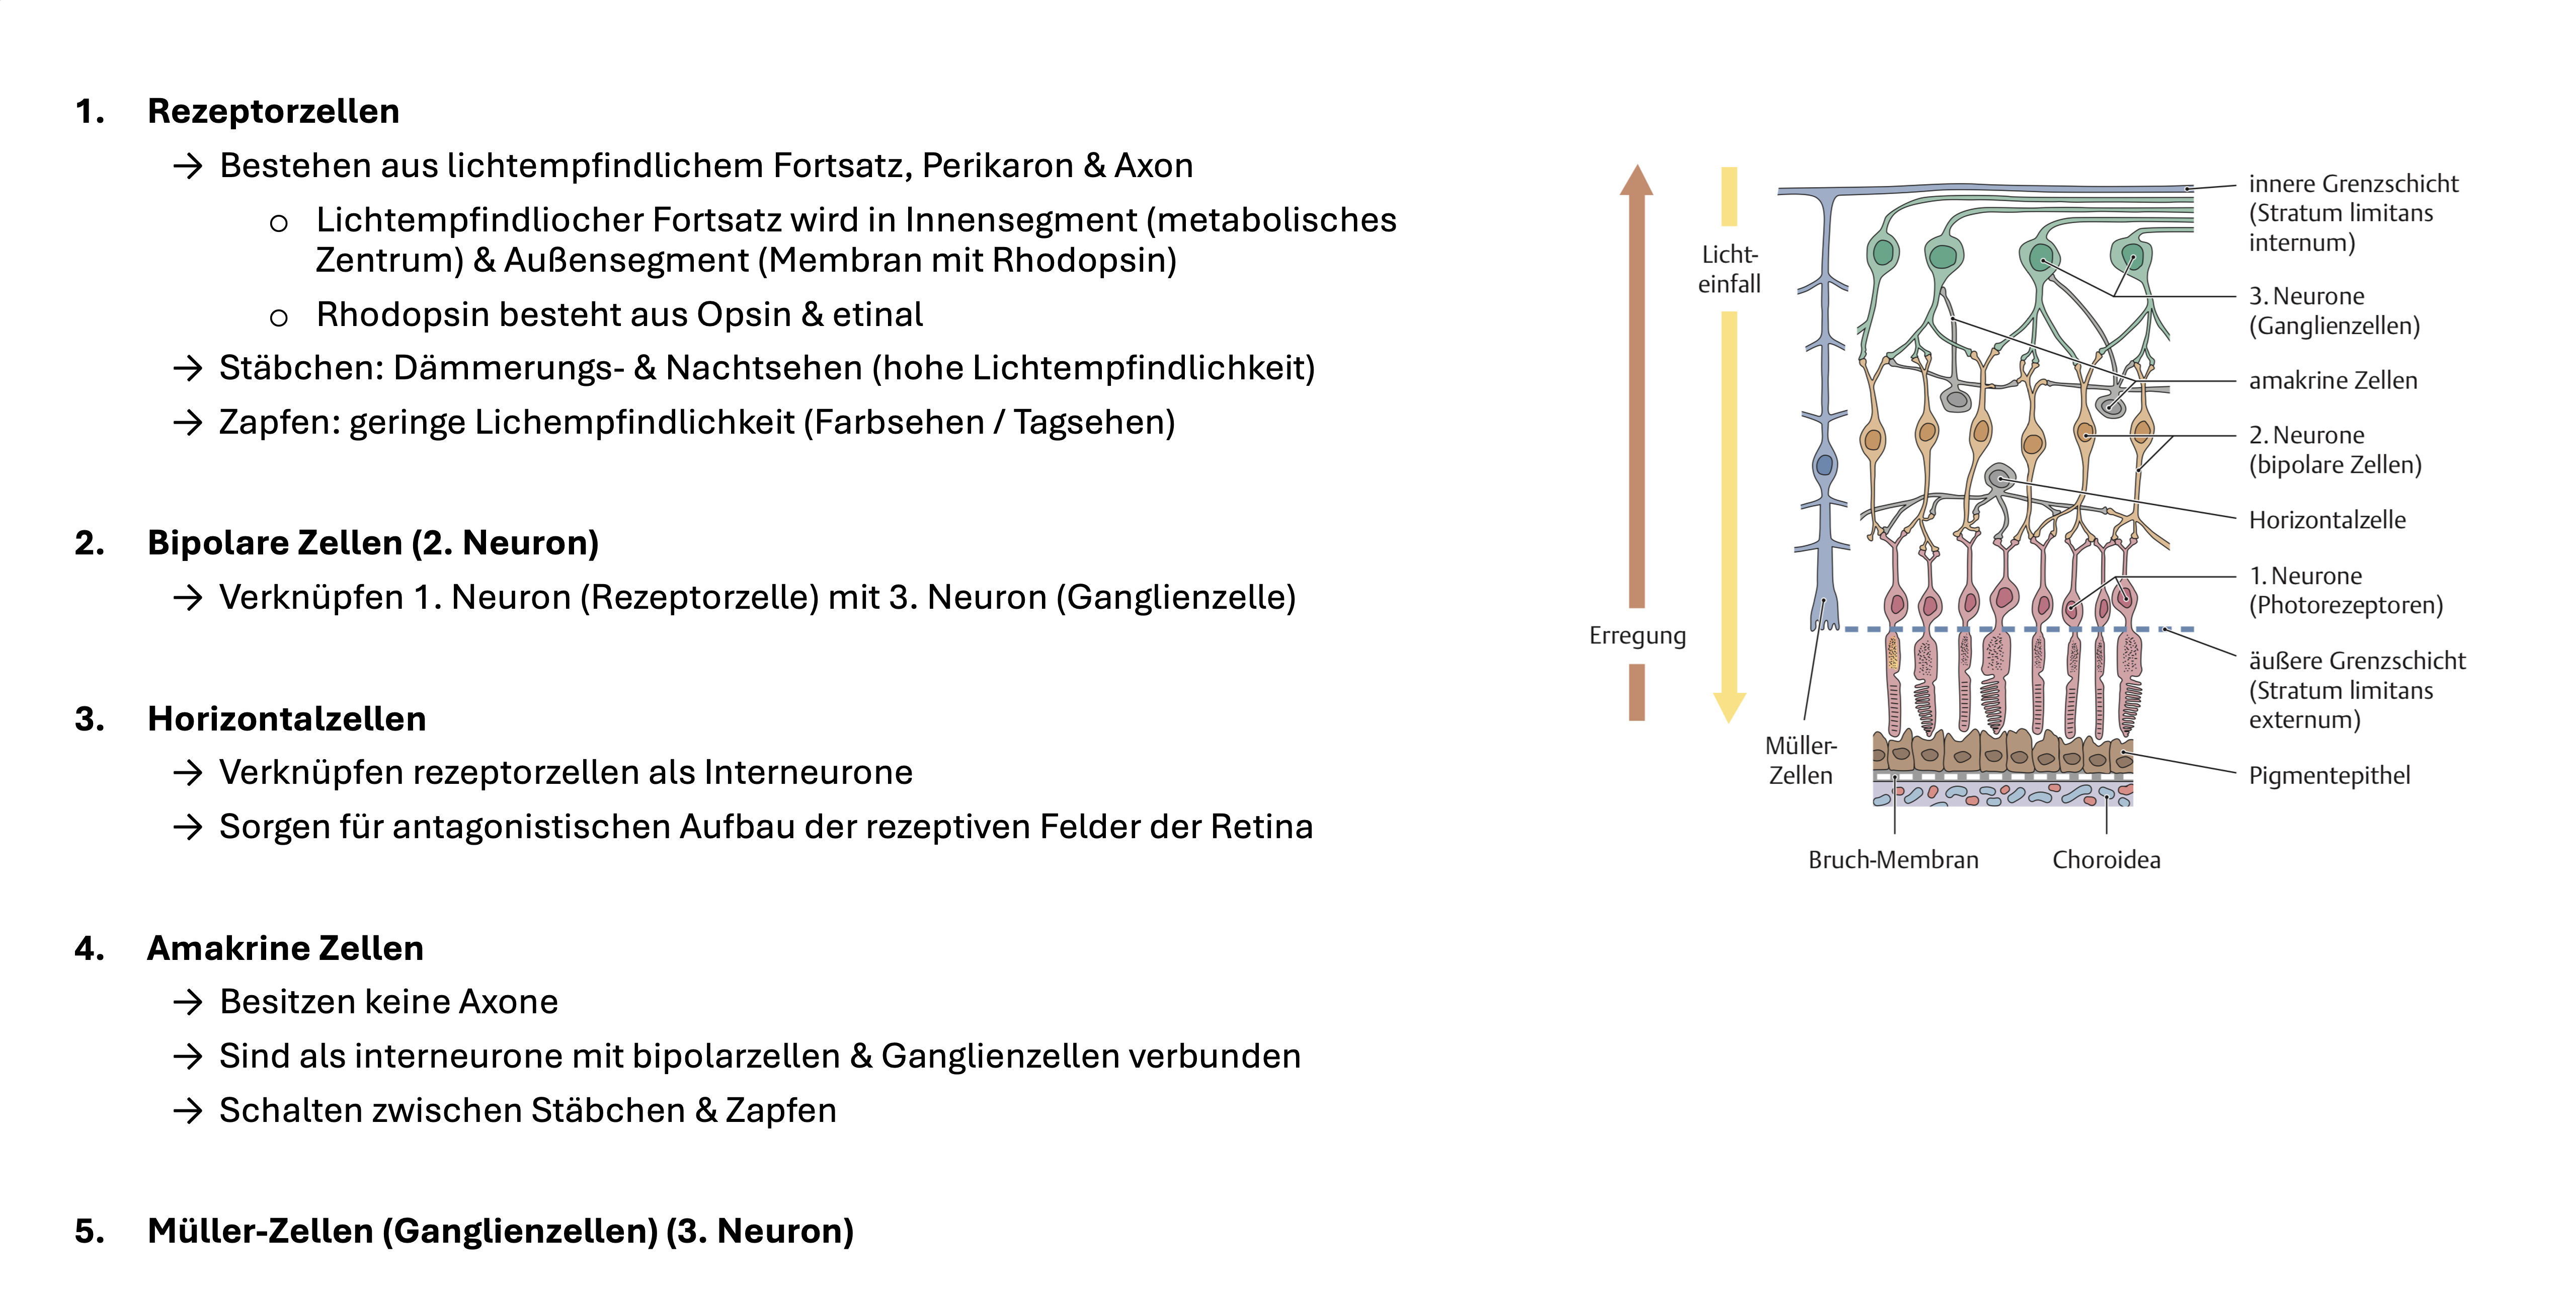 1. Rezeptorzellen
→ Bestehen aus lichtempfindlichem Fortsatz, Perikaron & Axon
o Lichtempfindliocher Fortsatz wird in Innensegment (metabolisches
Zentrum) & Außensegment (Membran mit Rhodopsin)
o Rhodopsin besteht aus Opsin & etinal
→ Stäbchen: Dämmerungs- & Nachtsehen (hohe Lichtempfindlichkeit)
→ Zapfen: geringe Lichempfindlichkeit (Farbsehen / Tagsehen)
2. Bipolare Zellen (2. Neuron)
→ Verknüpfen 1. Neuron (Rezeptorzelle) mit 3. Neuron (Ganglienzelle)
3. Horizontalzellen
→ Verknüpfen rezeptorzellen als Interneurone
→ Sorgen für antagonistischen Aufbau der rezeptiven Felder der Retina
4. Amakrine Zellen
→ Besitzen keine Axone
→ Sind als interneurone mit bipolarzellen & Ganglienzellen verbunden
→ Schalten zwischen Stäbchen & Zapfen
5. Müller-Zellen (Ganglienzellen) (3. Neuron)
Licht-
einfall
Erregung
Müller-
Zellen
innere Grenzschicht
(Stratum limitans
internum)
3. Neurone
(Ganglienzellen)
amakrine Zellen
2. Neurone
(bipolare Zellen)
Horizontalzelle
1. Neurone
(Photorezeptoren)
äußere Grenzschicht
(Stratum limitans
externum)
Pigmentepithel
Bruch-Membran
Choroidea